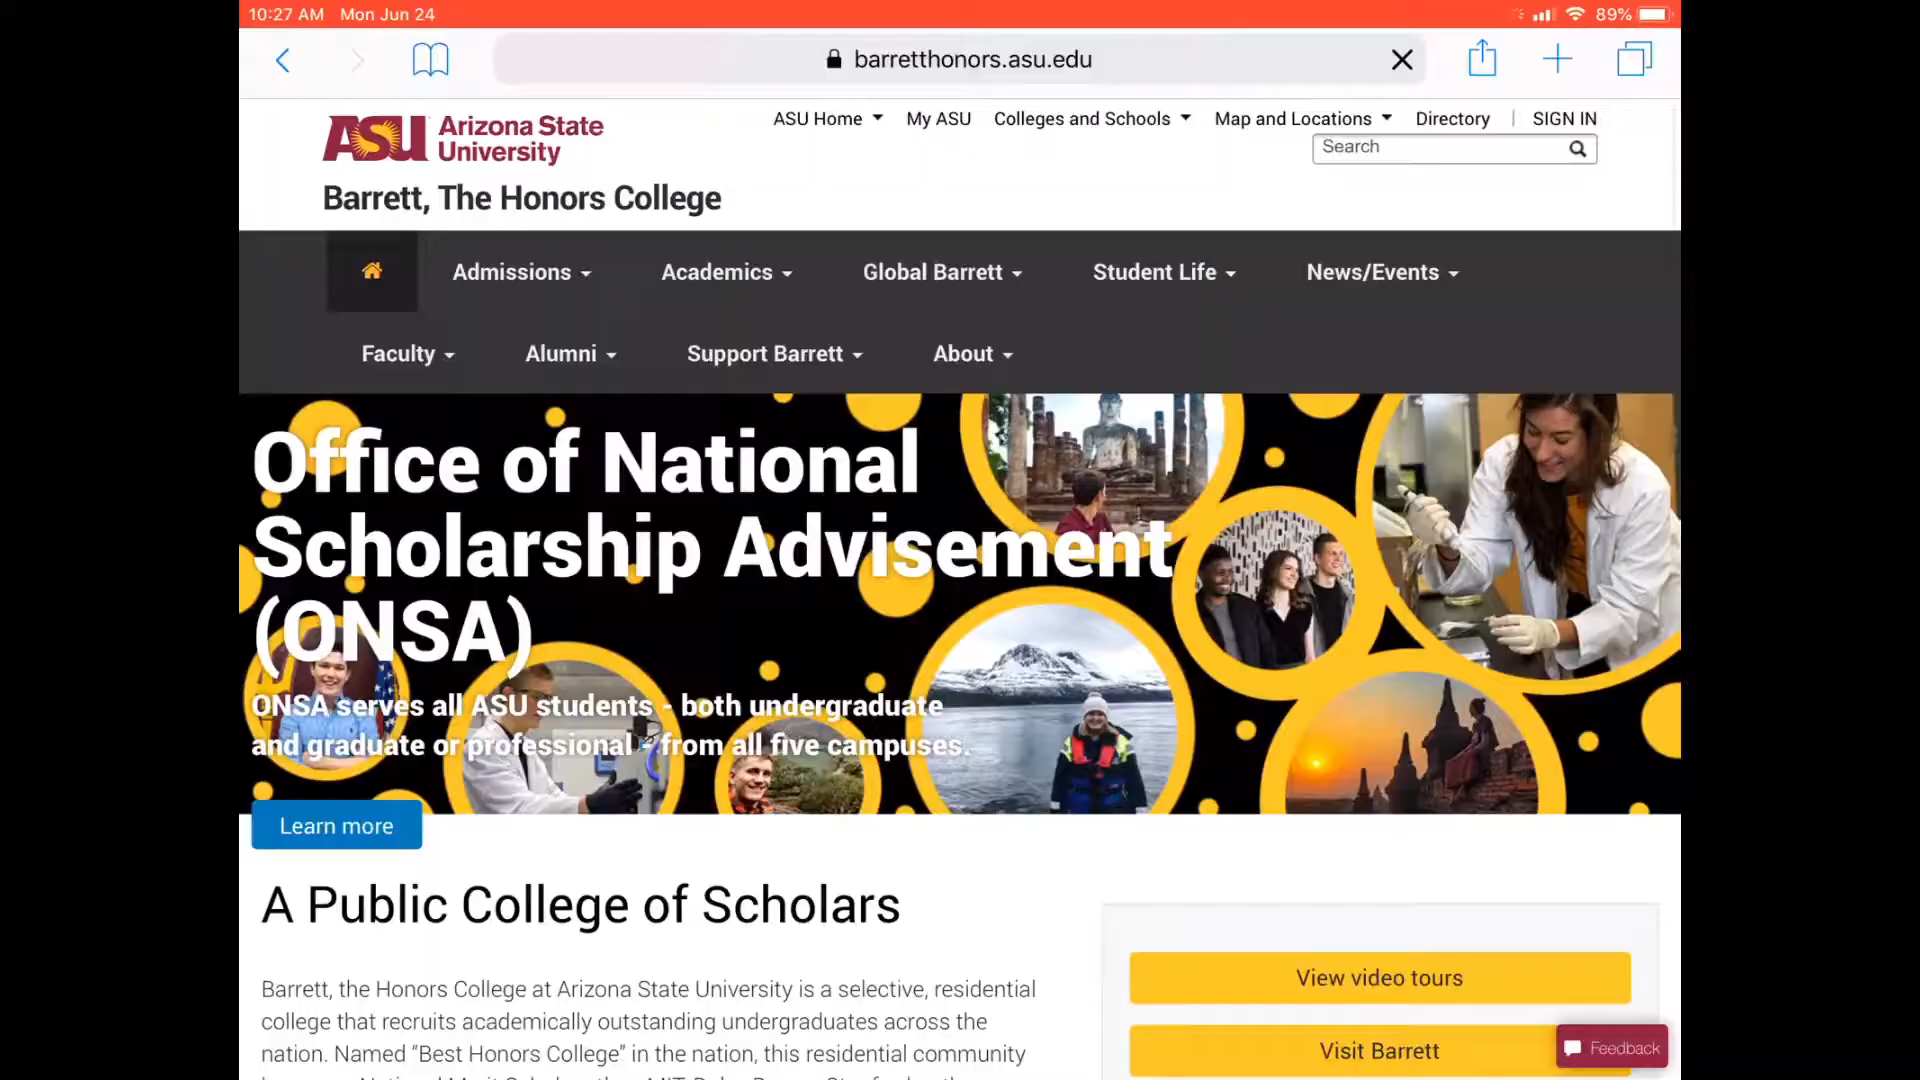 10:27 AM Mon Jun 24 89%
barretthonors.asu.edu
ASU Home My ASU Colleges and Schools Map and Locations Directory | SIGN IN
Search
ASU Arizona State University
Barrett, The Honors College
Admissions Academics Global Barrett Student Life News/Events
Faculty Alumni Support Barrett About
Office of National
Scholarship Advisement
(ONSA)
ONSA serves all ASU students - both undergraduate
and graduate or professional - from all five campuses.
Learn more
A Public College of Scholars
Barrett, the Honors College at Arizona State University is a selective, residential
college that recruits academically outstanding undergraduates across the
nation. Named “Best Honors College” in the nation, this residential community
View video tours
Visit Barrett
Feedback